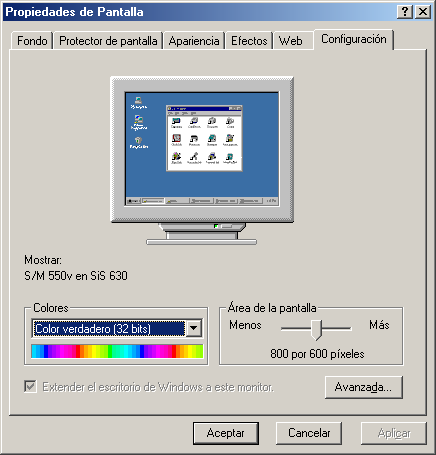 Propiedades de Pantalla
Fondo Protector de pantalla Apariencia Efectos Web Configuración
Mostrar:
S/M 550v en SiS 630
Colores
Color verdadero (32 bits)
Área de la pantalla
Menos Más
800 por 600 píxeles
Extender el escritorio de Windows a este monitor.
Avanzada...
Aceptar Cancelar Aplicar